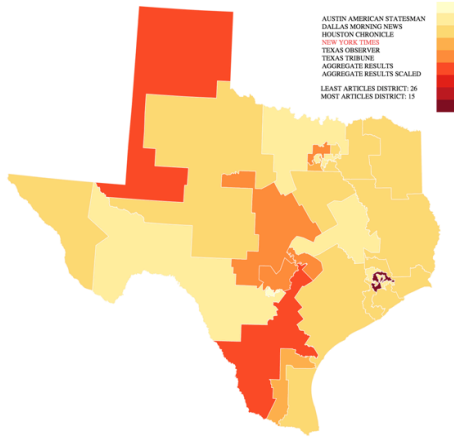 AUSTIN AMERICAN STATESMAN
DALLAS MORNING NEWS
HOUSTON CHRONICLE
NEW YORK TIMES
TEXAS OBSERVER
TEXAS TRIBUNE
AGGREGATE RESULTS
AGGREGATE RESULTS SCALED
LEAST ARTICLES DISTRICT: 26
MOST ARTICLES DISTRICT: 15